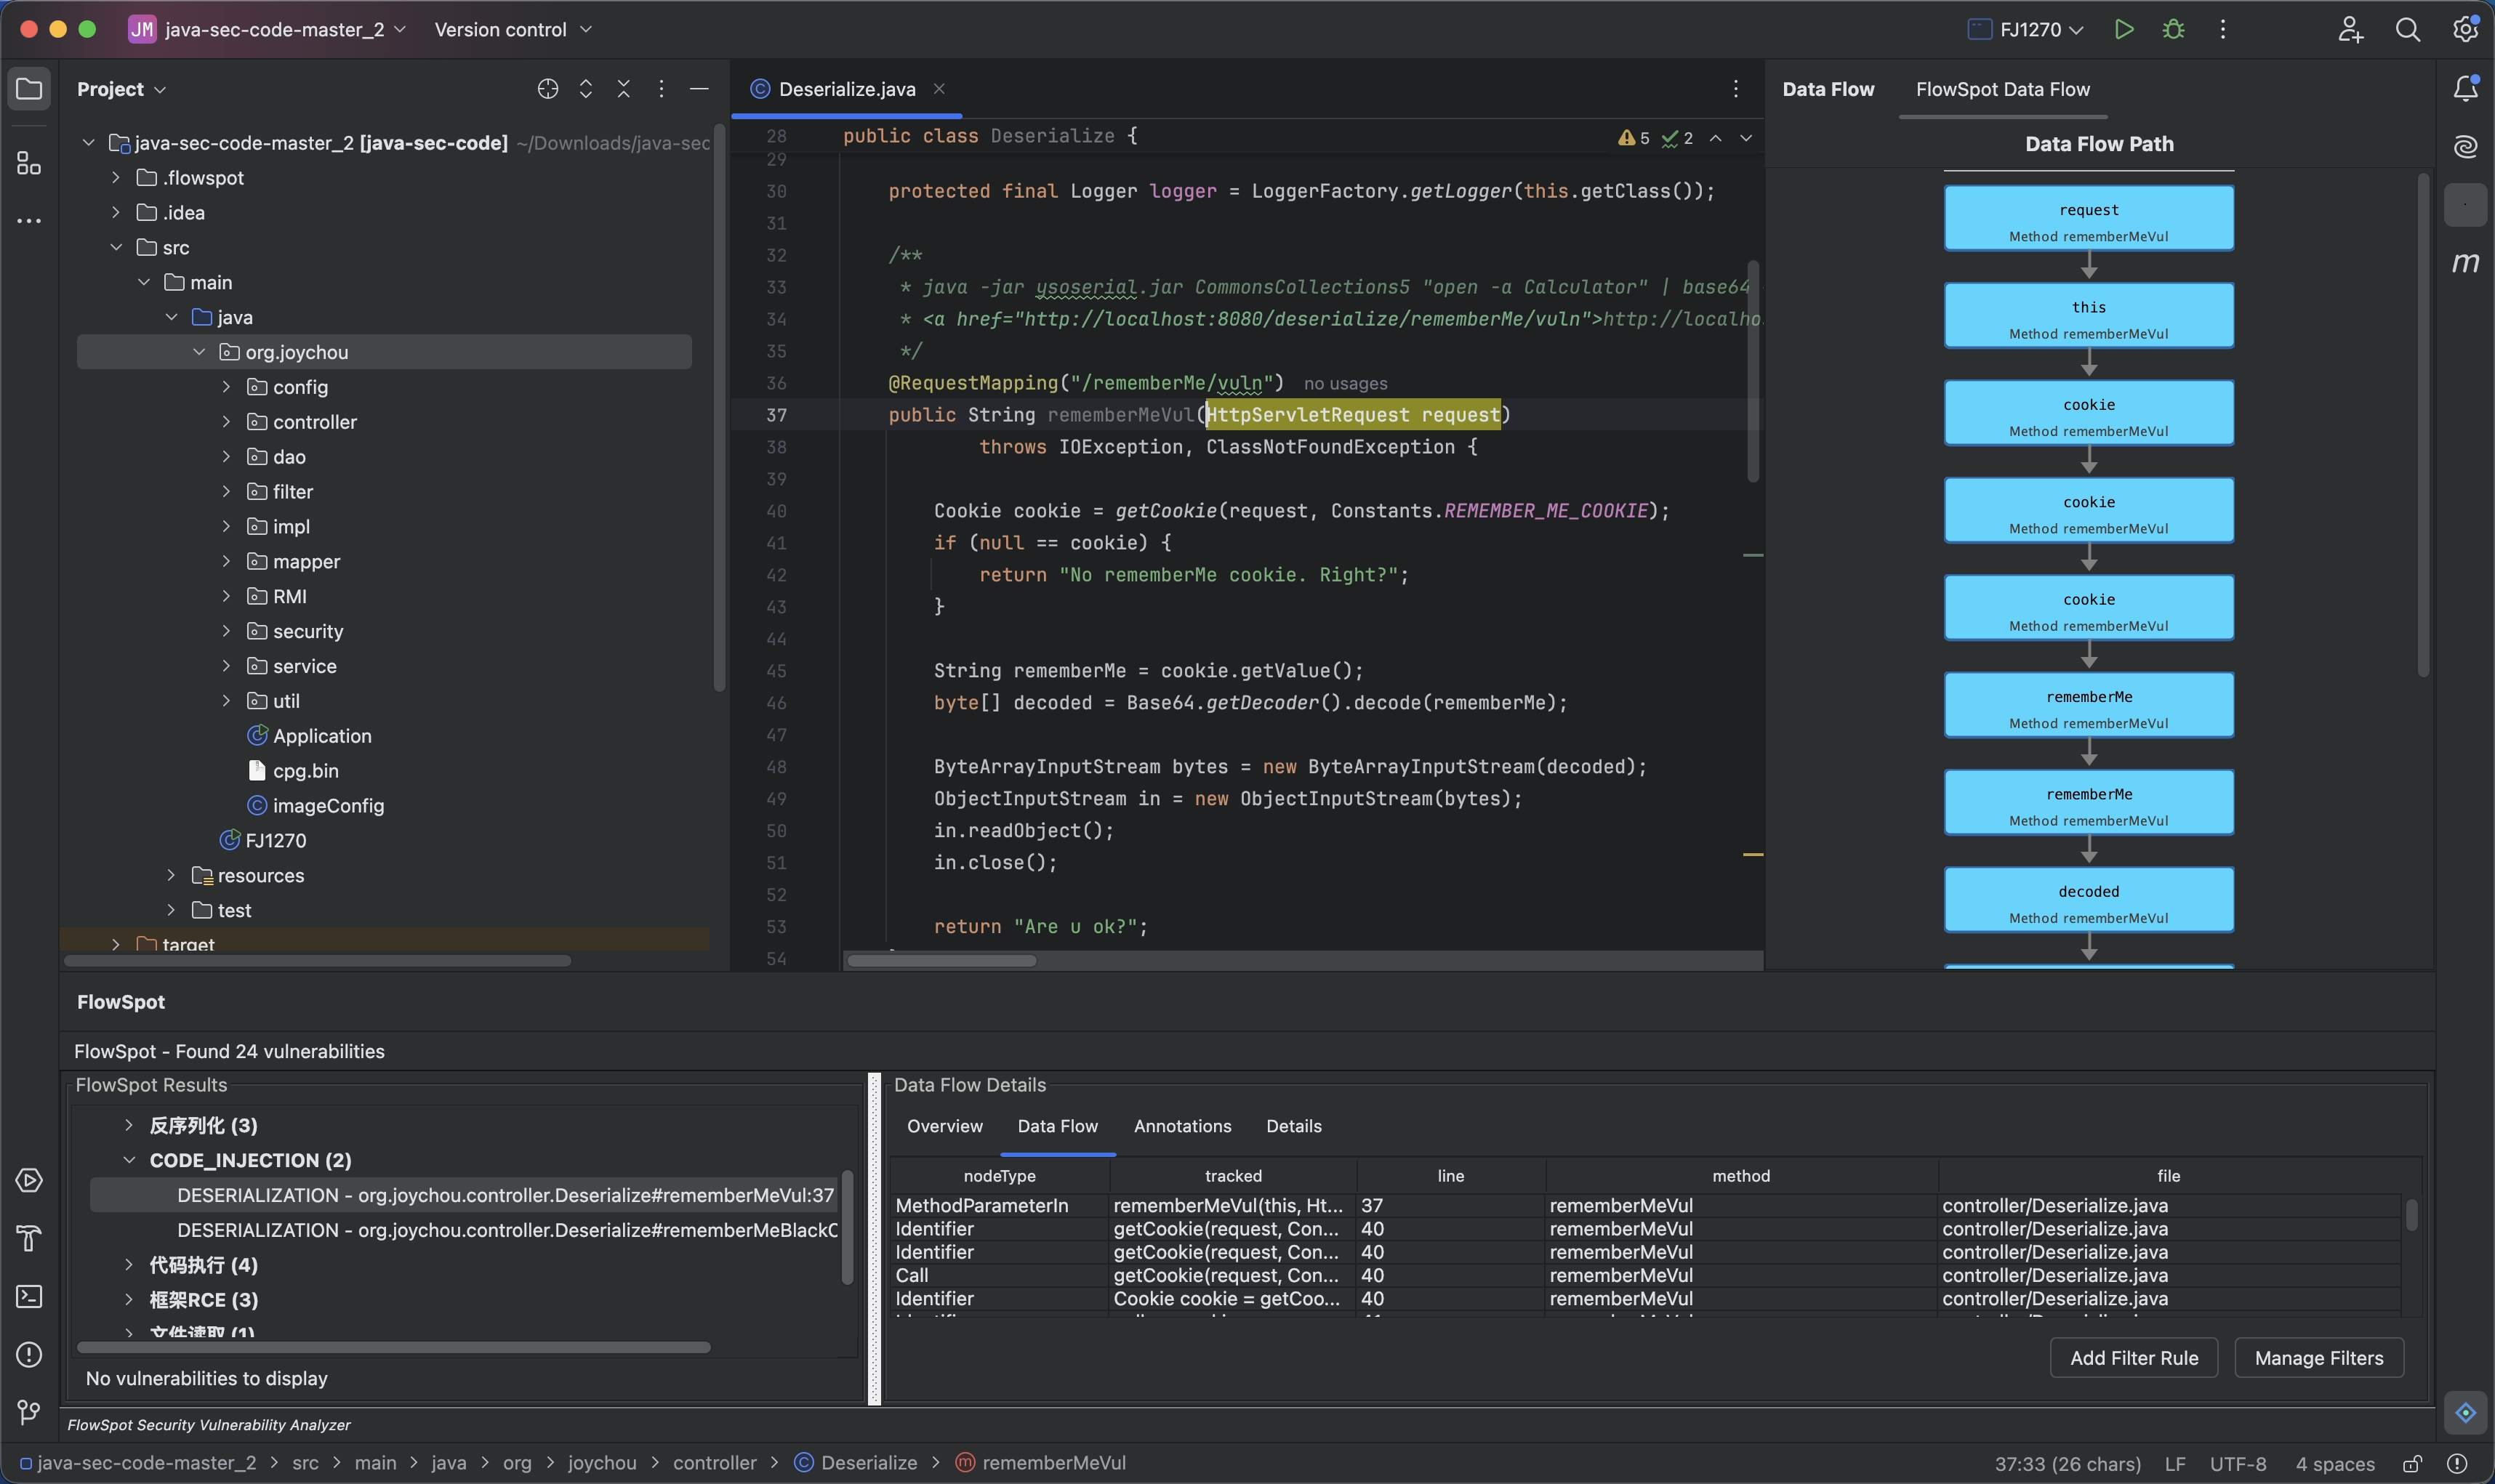 JM java-sec-code-master_2 Version control FJ1270
Project
java-sec-code-master_2 [java-sec-code] ~/Downloads/java-sec
.flowspot
.idea
src
main
java
org.joychou
config
controller
dao
filter
impl
mapper
RMI
security
service
util
Application
cpg.bin
imageConfig
FJ1270
resources
test
target
Deserialize.java
5 2
28 public class Deserialize {
29
30 protected final Logger logger = LoggerFactory.getLogger(this.getClass());
31
32 /**
33 * java -jar ysoserial.jar CommonsCollections5 "open -a Calculator" | base64
34 * <a href="http://localhost:8080/deserialize/rememberMe/vuln">http://localho
35 */
36 @RequestMapping("/rememberMe/vuln") no usages
37 public String rememberMeVul(HttpServletRequest request)
38 throws IOException, ClassNotFoundException {
39
40 Cookie cookie = getCookie(request, Constants.REMEMBER_ME_COOKIE);
41 if (null == cookie) {
42 return "No rememberMe cookie. Right?";
43 }
44
45 String rememberMe = cookie.getValue();
46 byte[] decoded = Base64.getDecoder().decode(rememberMe);
47
48 ByteArrayInputStream bytes = new ByteArrayInputStream(decoded);
49 ObjectInputStream in = new ObjectInputStream(bytes);
50 in.readObject();
51 in.close();
52
53 return "Are u ok?";
54
Data Flow FlowSpot Data Flow
Data Flow Path
request
Method rememberMeVul
this
Method rememberMeVul
cookie
Method rememberMeVul
cookie
Method rememberMeVul
cookie
Method rememberMeVul
rememberMe
Method rememberMeVul
rememberMe
Method rememberMeVul
decoded
Method rememberMeVul
m
FlowSpot
FlowSpot - Found 24 vulnerabilities
FlowSpot Results
反序列化 (3)
CODE_INJECTION (2)
DESERIALIZATION - org.joychou.controller.Deserialize#rememberMeVul:37
DESERIALIZATION - org.joychou.controller.Deserialize#rememberMeBlackC
代码执行 (4)
框架RCE (3)
文件读取 (1)
No vulnerabilities to display
Data Flow Details
Overview Data Flow Annotations Details
nodeType tracked line method file
MethodParameterIn rememberMeVul(this, Ht... 37 rememberMeVul controller/Deserialize.java
Identifier getCookie(request, Con... 40 rememberMeVul controller/Deserialize.java
Identifier getCookie(request, Con... 40 rememberMeVul controller/Deserialize.java
Call getCookie(request, Con... 40 rememberMeVul controller/Deserialize.java
Identifier Cookie cookie = getCoo... 40 rememberMeVul controller/Deserialize.java
Add Filter Rule Manage Filters
FlowSpot Security Vulnerability Analyzer
java-sec-code-master_2 > src > main > java > org > joychou > controller > Deserialize > rememberMeVul
37:33 (26 chars) LF UTF-8 4 spaces